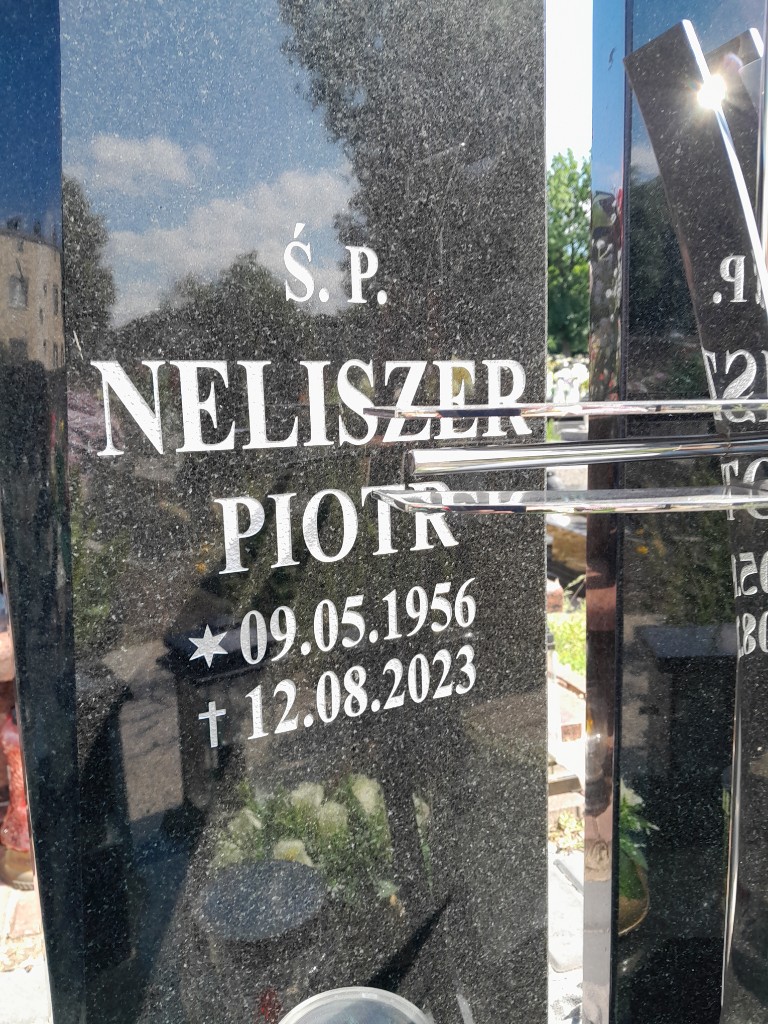 Ś. P.
NELISZER
PIOTR
09.05.1956
12.08.2023